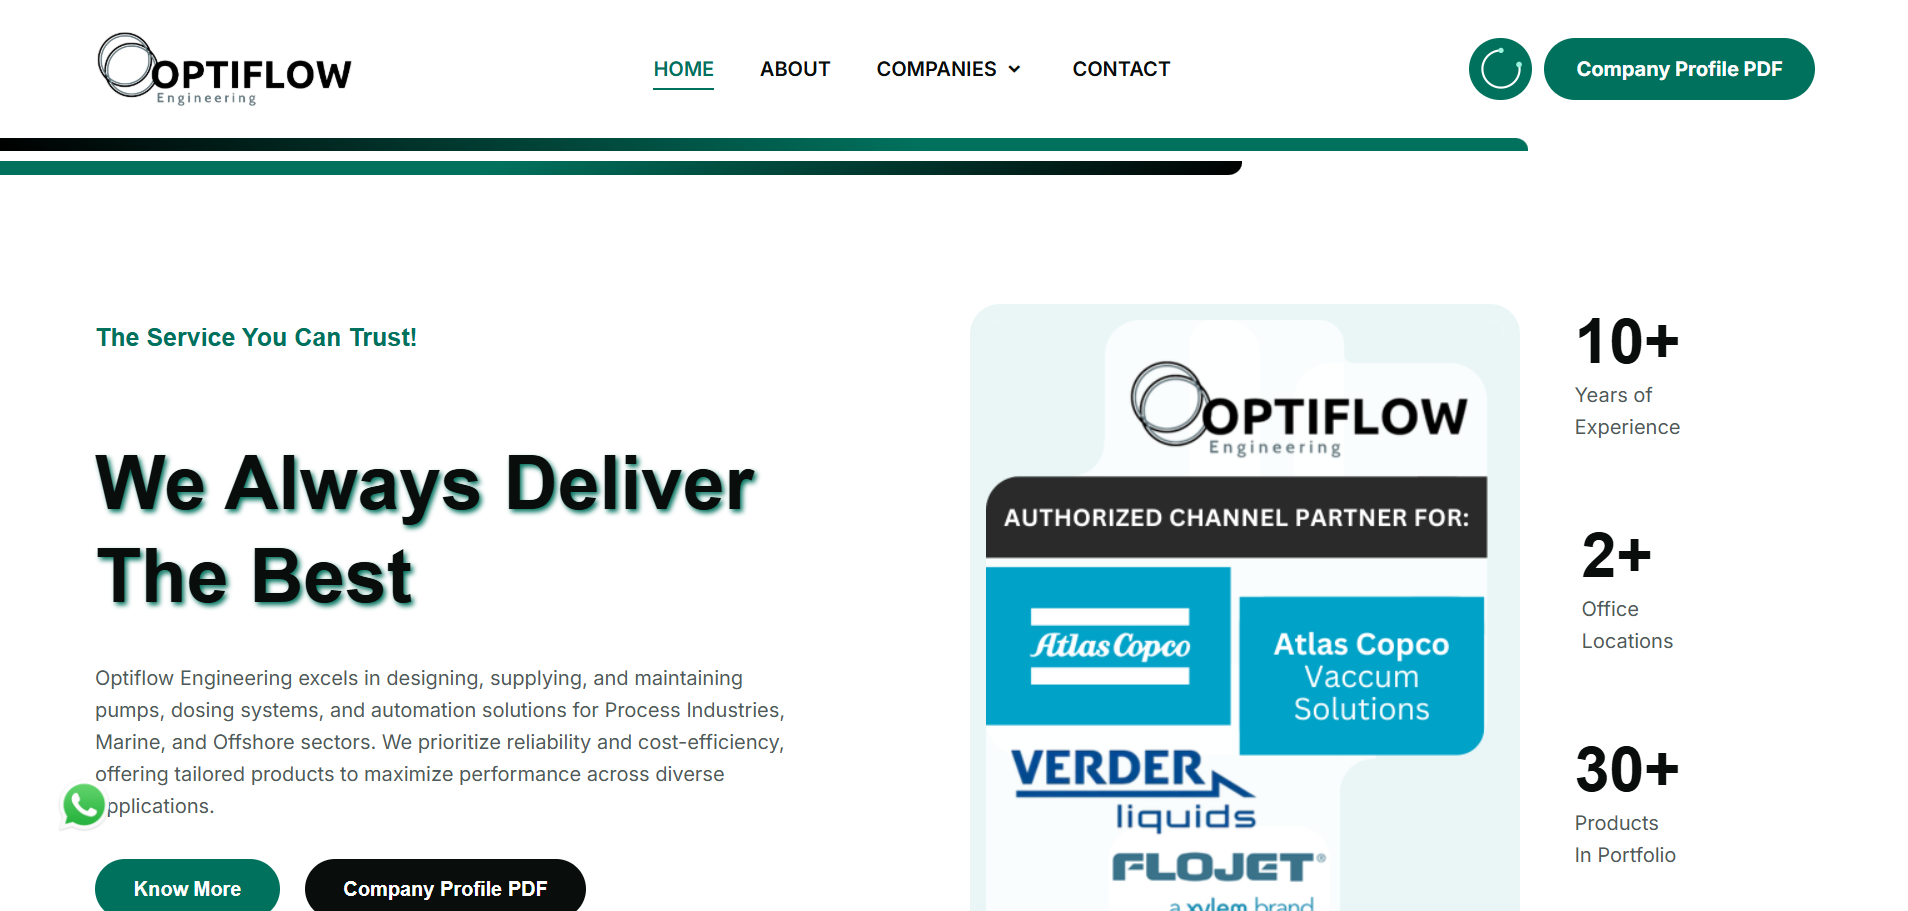 OPTIFLOW
Engineering
HOME ABOUT COMPANIES CONTACT
Company Profile PDF
The Service You Can Trust!
We Always Deliver
The Best
Optiflow Engineering excels in designing, supplying, and maintaining
pumps, dosing systems, and automation solutions for Process Industries,
Marine, and Offshore sectors. We prioritize reliability and cost-efficiency,
offering tailored products to maximize performance across diverse
pplications.
Know More
Company Profile PDF
OPTIFLOW
Engineering
AUTHORIZED CHANNEL PARTNER FOR:
Atlas Copco
Atlas Copco
Vaccum
Solutions
VERDER
liquids
FLOJET®
a xylem brand
10+
Years of
Experience
2+
Office
Locations
30+
Products
In Portfolio